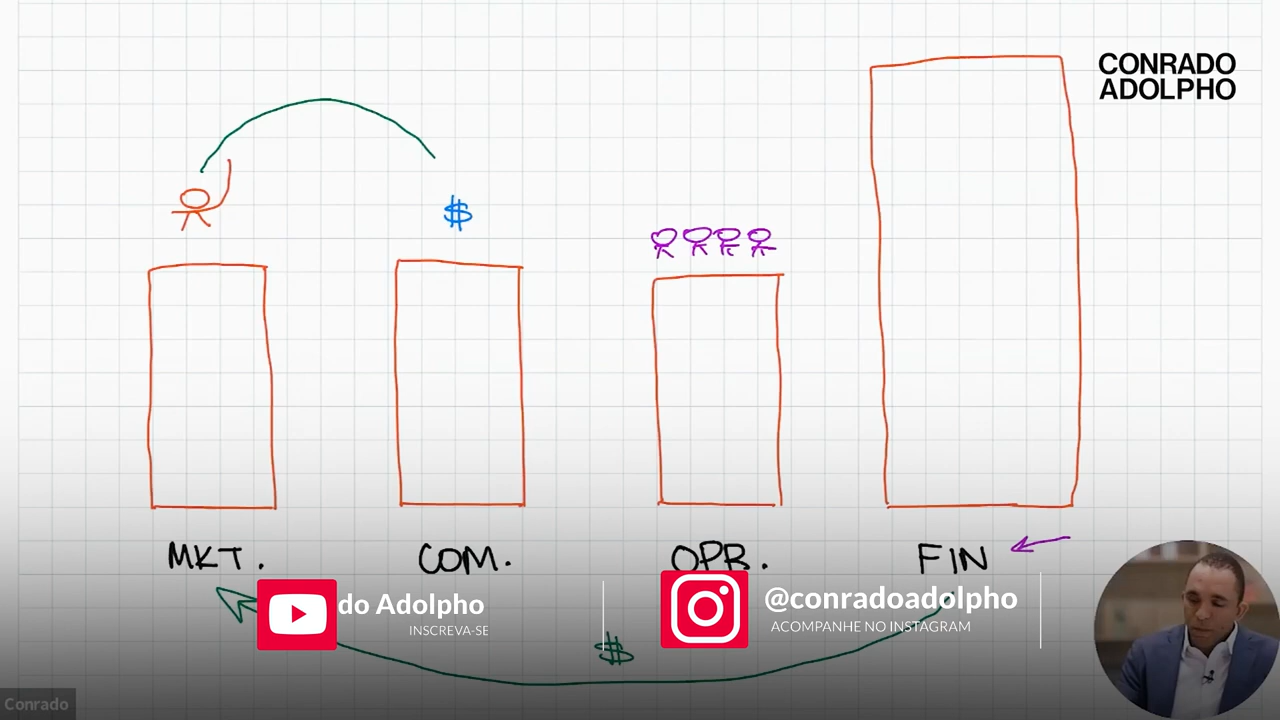 CONRADO
ADOLPHO
$
MKT.
COM.
OPR.
FIN
do Adolpho
INSCREVA-SE
@conradoadolpho
ACOMPANHE NO INSTAGRAM
$
Conrado